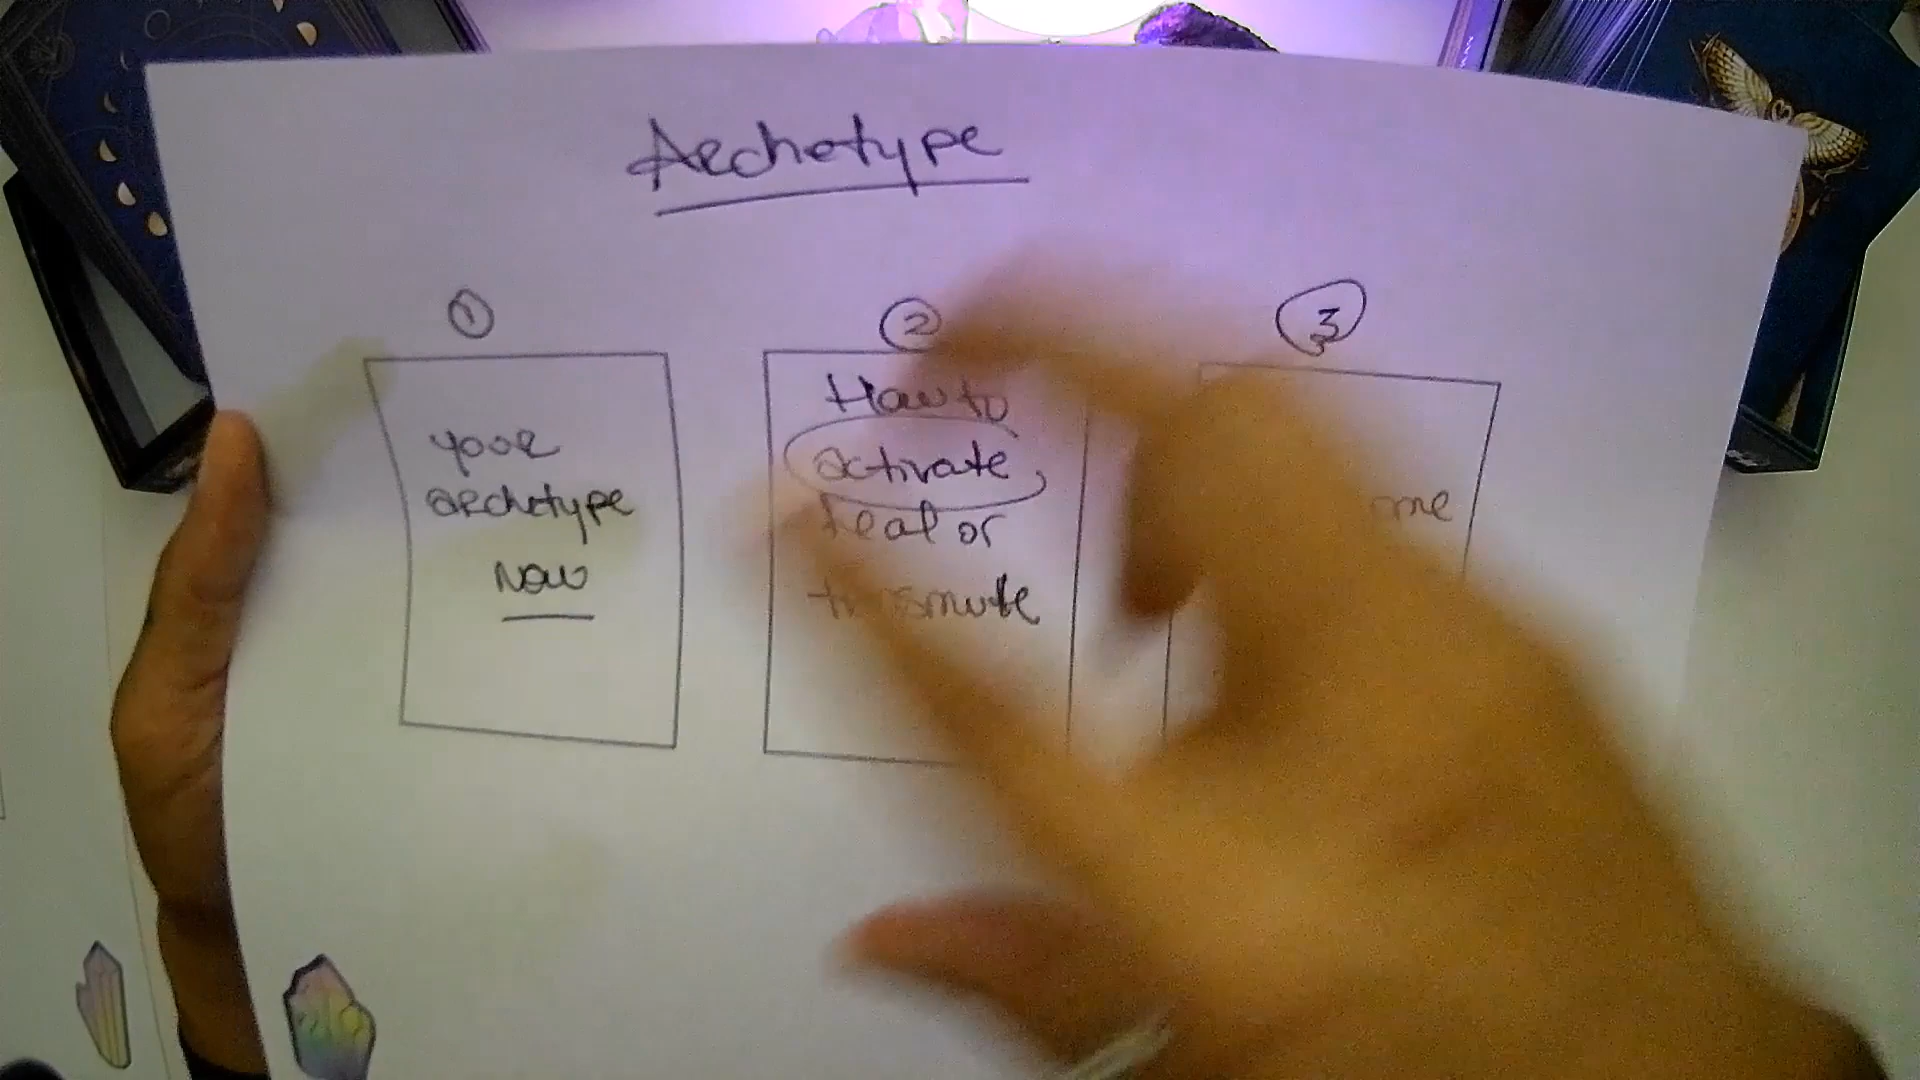 Archetype
1
2
3
your
archetype
Now
How to
activate,
heal or
transmute